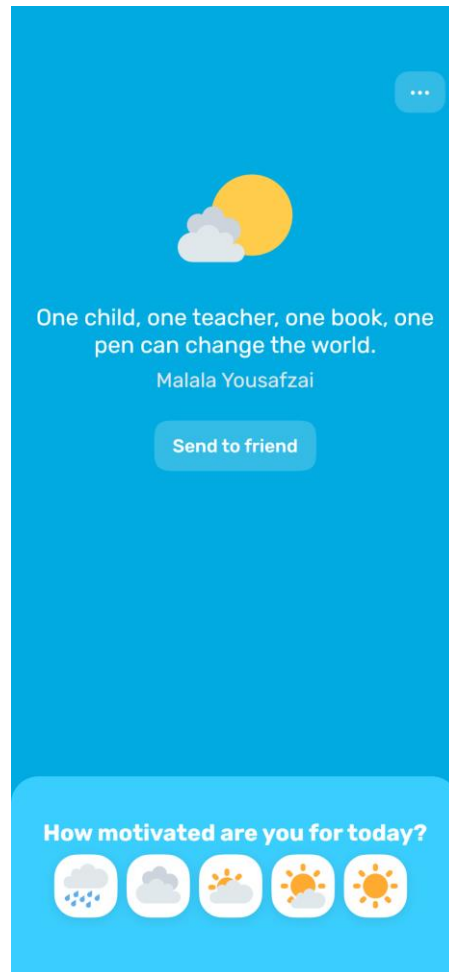 One child, one teacher, one book, one
pen can change the world.
Malala Yousafzai
Send to friend
How motivated are you for today?